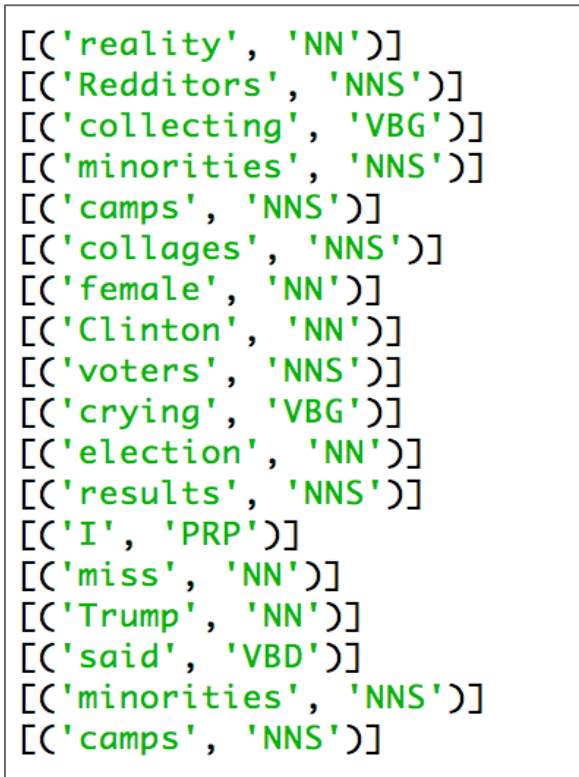 [('reality', 'NN')]
[('Redditors', 'NNS')]
[('collecting', 'VBG')]
[('minorities', 'NNS')]
[('camps', 'NNS')]
[('collages', 'NNS')]
[('female', 'NN')]
[('Clinton', 'NN')]
[('voters', 'NNS')]
[('crying', 'VBG')]
[('election', 'NN')]
[('results', 'NNS')]
[('I', 'PRP')]
[('miss', 'NN')]
[('Trump', 'NN')]
[('said', 'VBD')]
[('minorities', 'NNS')]
[('camps', 'NNS')]